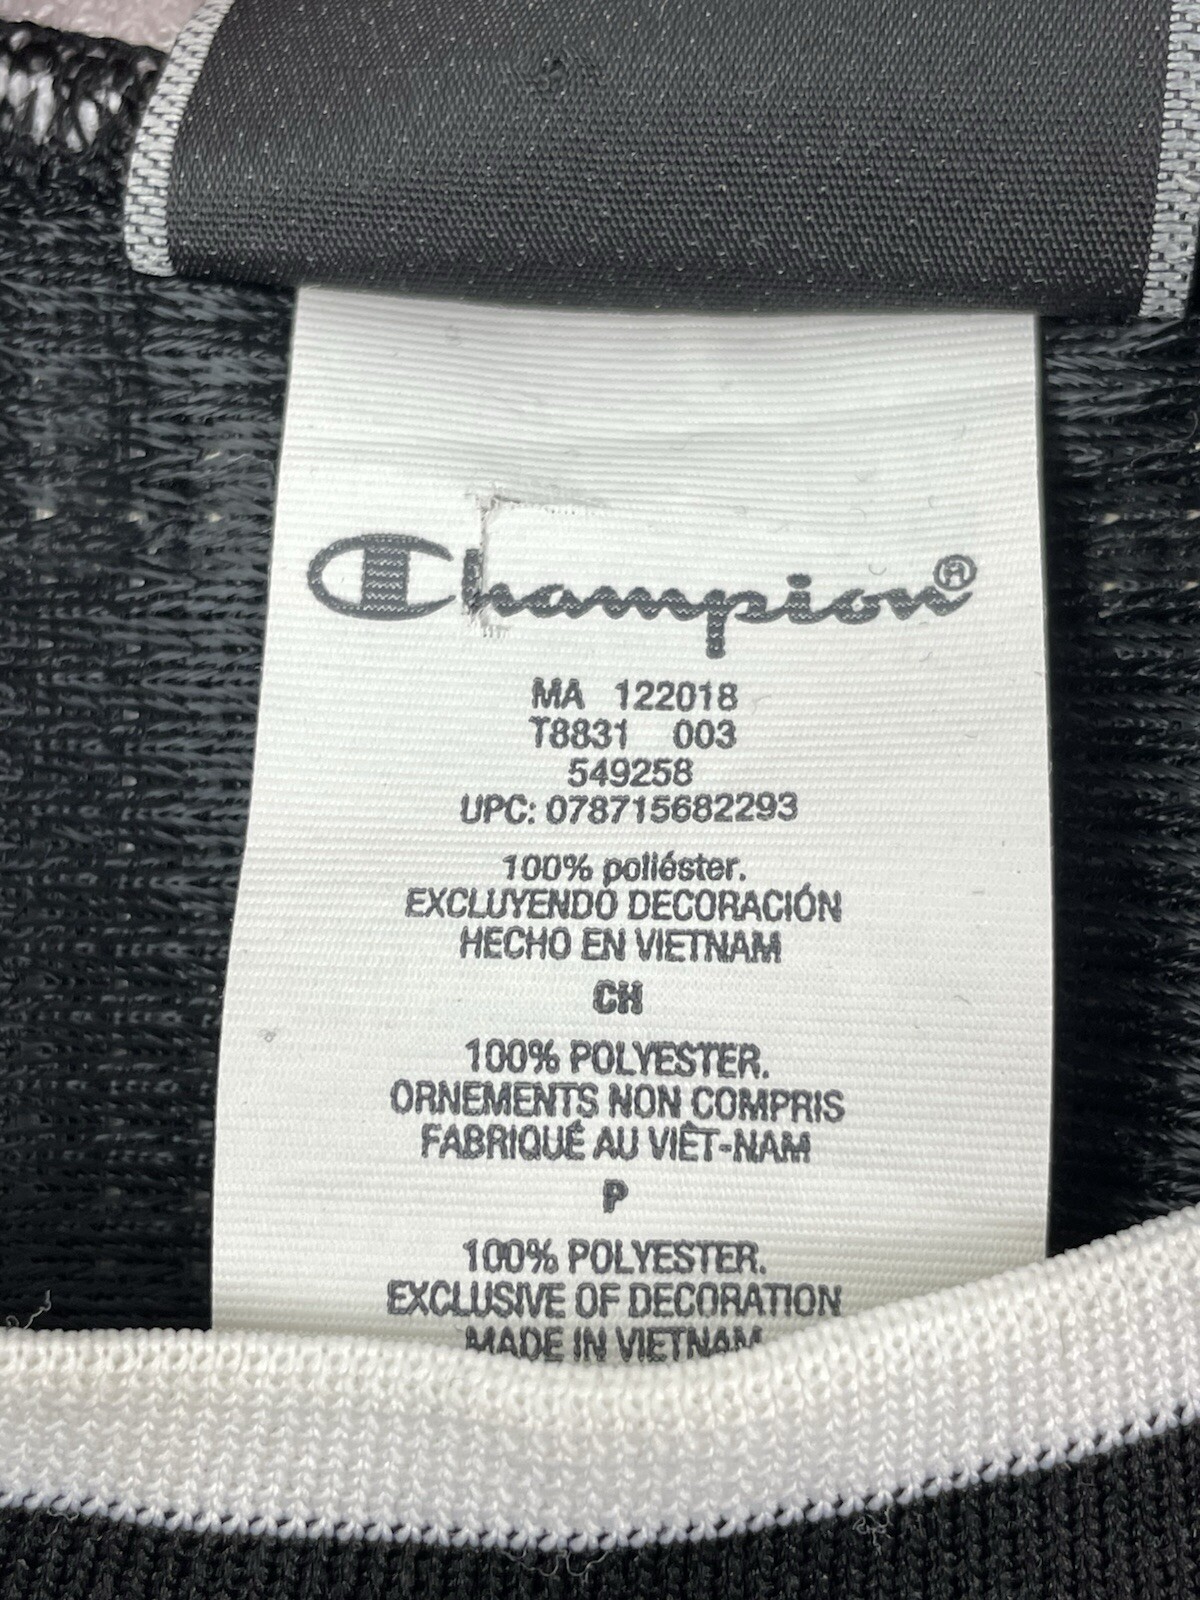 Champion®
MA 122018
T8831 003
549258
UPC: 078715682293
100% poliéster.
EXCLUYENDO DECORACIÓN
HECHO EN VIETNAM
CH
100% POLYESTER.
ORNEMENTS NON COMPRIS
FABRIQUÉ AU VIÊT-NAM
P
100% POLYESTER.
EXCLUSIVE OF DECORATION
MADE IN VIETNAM